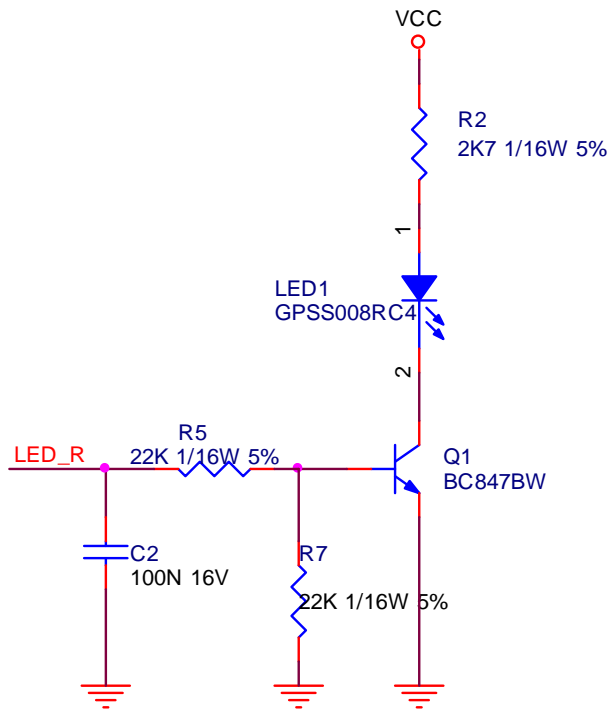 VCC
R2
2K7 1/16W 5%
1
LED1
GPSS008RC4
2
R5
22K 1/16W 5%
LED_R
Q1
BC847BW
C2
100N 16V
R7
22K 1/16W 5%